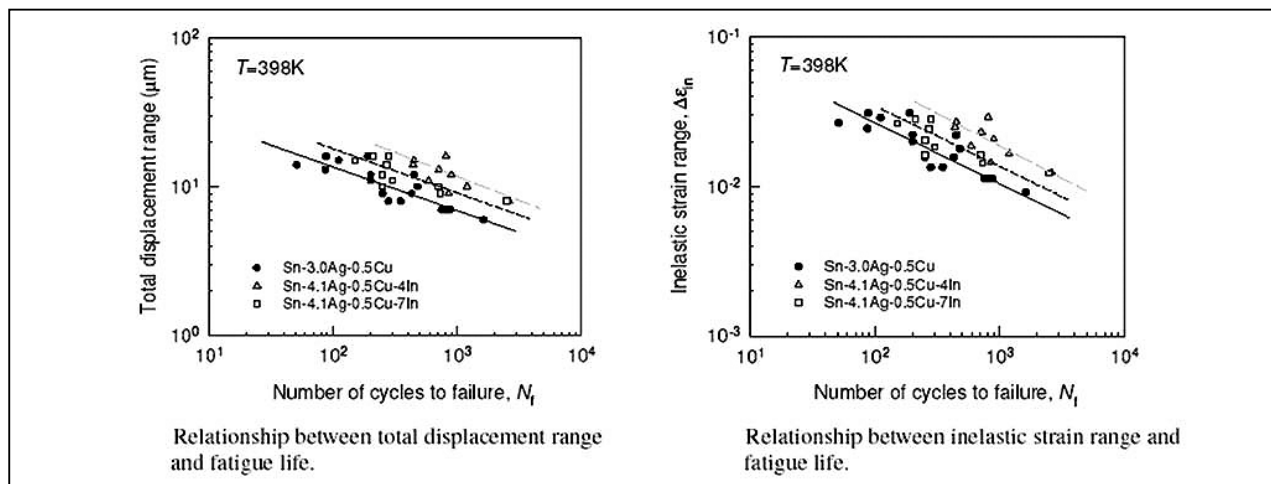 10²
T=398K
Total displacement range (μm)
10¹
Sn-3.0Ag-0.5Cu
Sn-4.1Ag-0.5Cu-4In
Sn-4.1Ag-0.5Cu-7In
10⁰
10¹ 10² 10³ 10⁴
Number of cycles to failure, Nf
Relationship between total displacement range
and fatigue life.
10⁻¹
T=398K
Inelastic strain range, Δεin
10⁻²
Sn-3.0Ag-0.5Cu
Sn-4.1Ag-0.5Cu-4In
Sn-4.1Ag-0.5Cu-7In
10⁻³
10¹ 10² 10³ 10⁴
Number of cycles to failure, Nf
Relationship between inelastic strain range and
fatigue life.